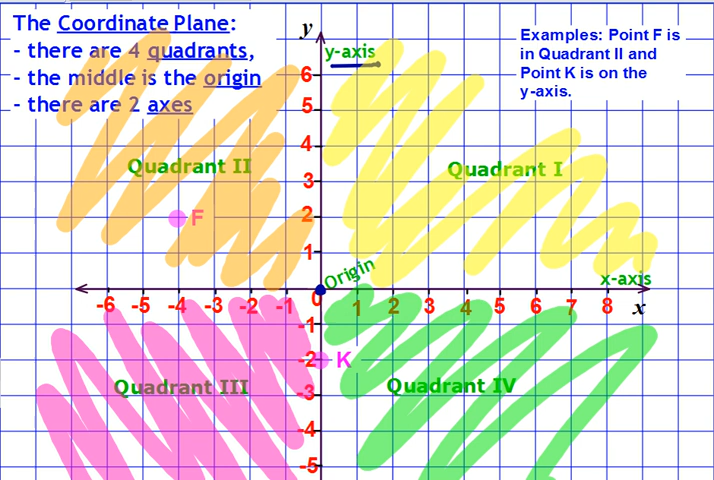 The Coordinate Plane:
- there are 4 quadrants,
- the middle is the origin
- there are 2 axes
y
y-axis
Examples: Point F is
in Quadrant II and
Point K is on the
y-axis.
6
5
4
3
2
1
Quadrant II
Quadrant I
F
Origin
x-axis
-6 -5 -4 -3 -2 -1 0 1 2 3 4 5 6 7 8 x
-1
-2 K
-3
-4
-5
Quadrant III
Quadrant IV